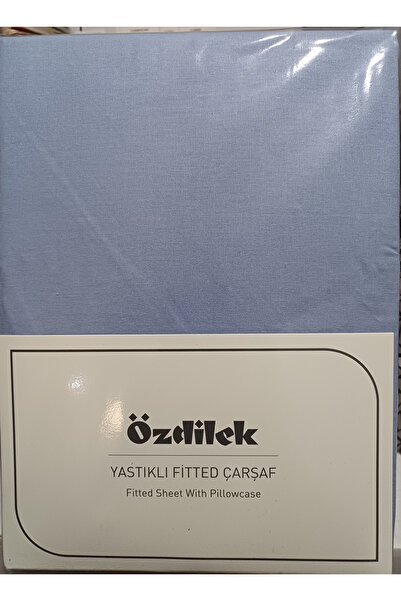 Özdilek
YASTIKLI FİTTED ÇARŞAF
Fitted Sheet With Pillowcase